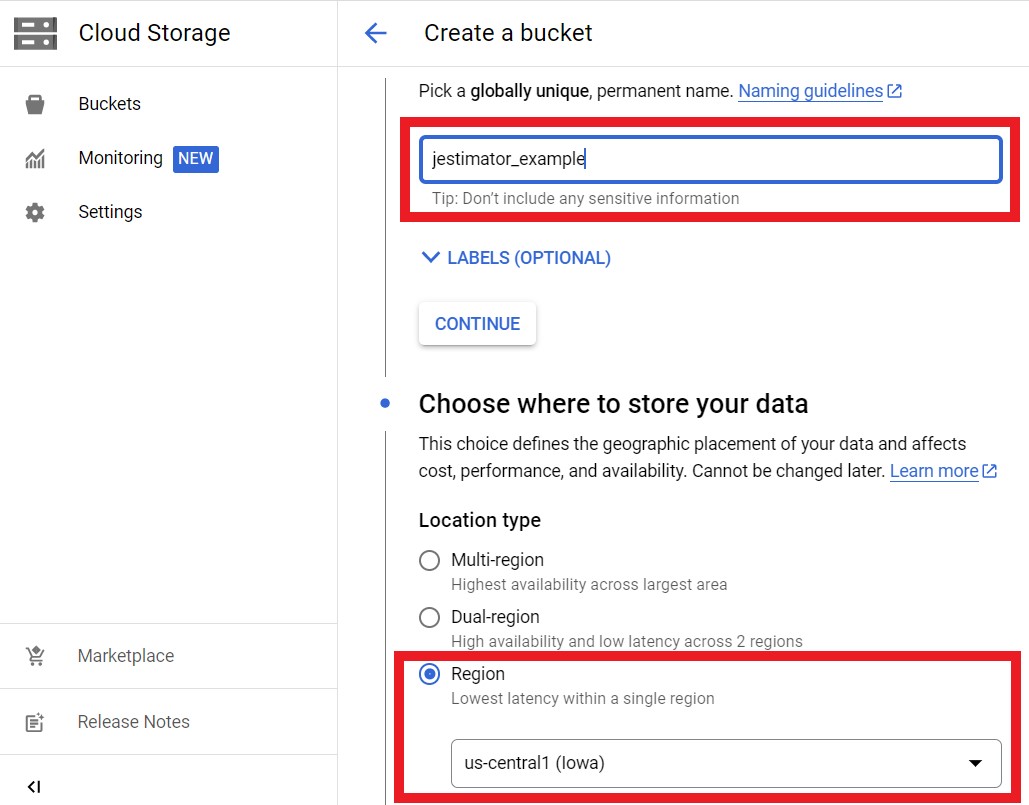 Cloud Storage
Create a bucket
Buckets
Monitoring NEW
Settings
Marketplace
Release Notes
Pick a globally unique, permanent name. Naming guidelines
jestimator_example
Tip: Don't include any sensitive information
LABELS (OPTIONAL)
CONTINUE
Choose where to store your data
This choice defines the geographic placement of your data and affects
cost, performance, and availability. Cannot be changed later. Learn more
Location type
Multi-region
Highest availability across largest area
Dual-region
High availability and low latency across 2 regions
Region
Lowest latency within a single region
us-central1 (Iowa)